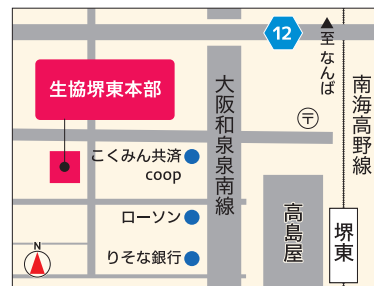 12
▲至 なんば
生協堺東本部
大阪和泉泉南線
南海高野線
〒
こくみん共済
coop
ローソン
高島屋
堺東
りそな銀行
N